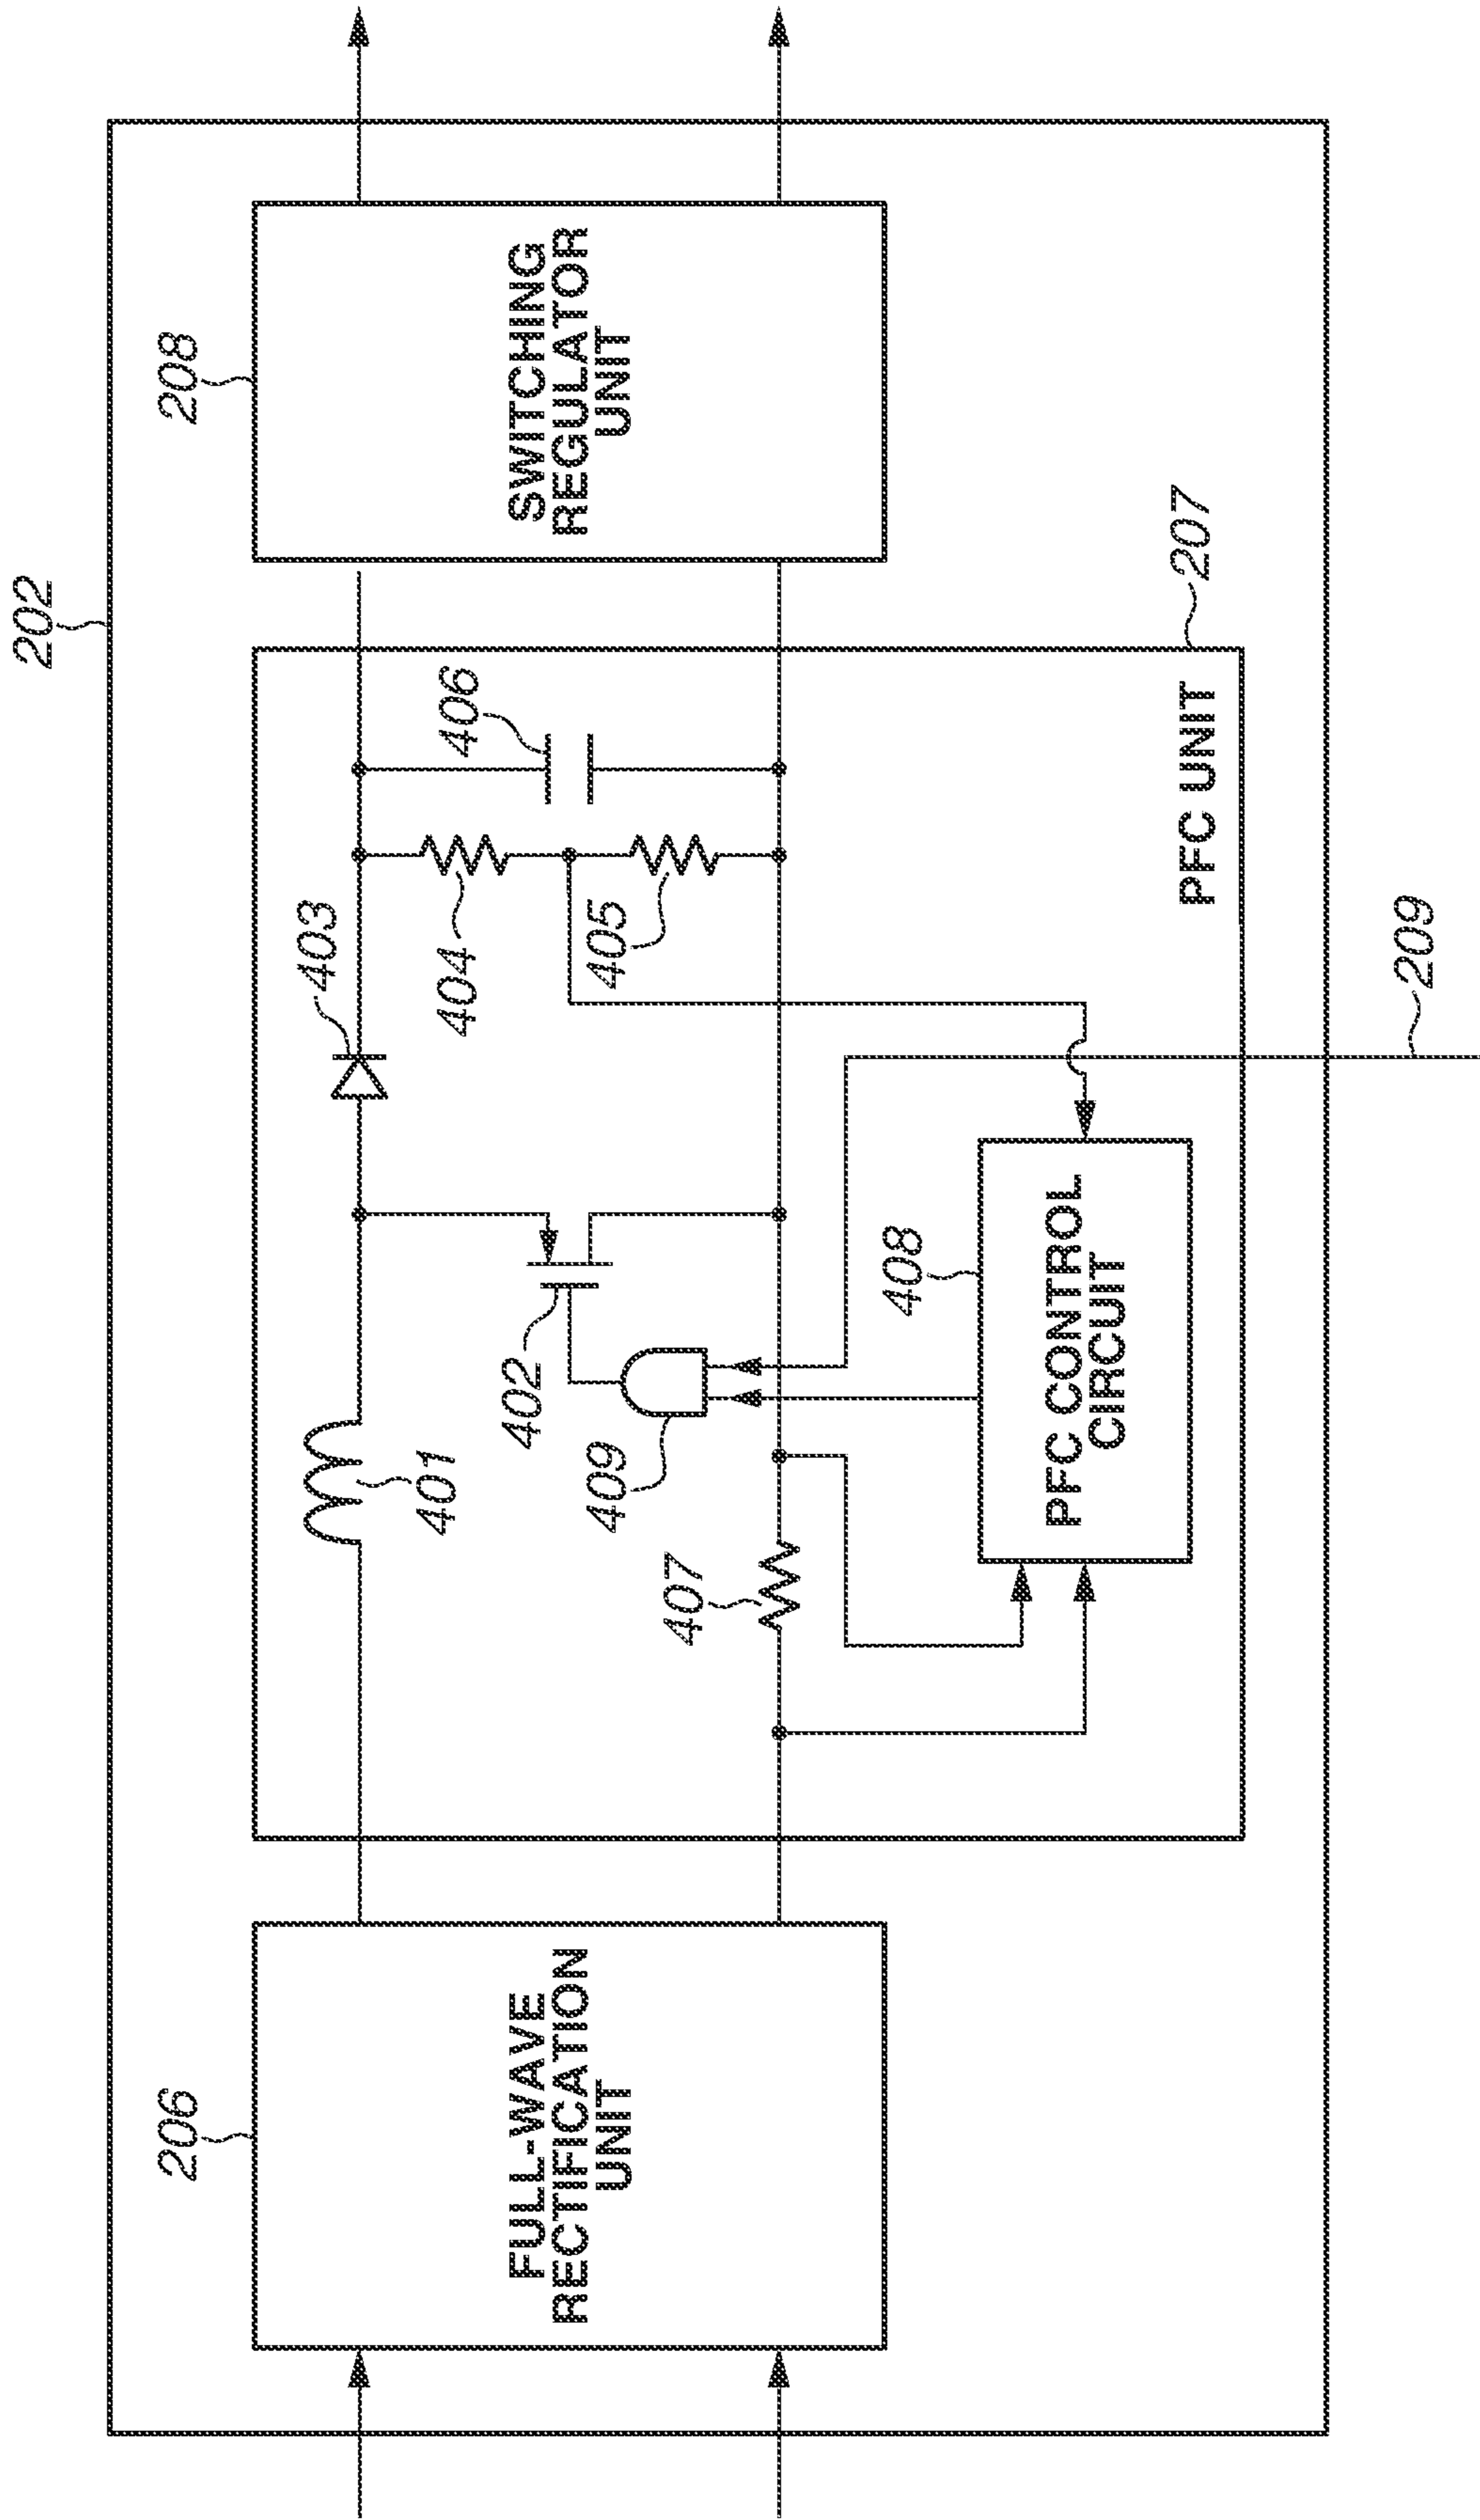 202
206
FULL-WAVE
RECTIFICATION
UNIT
208
SWITCHING
REGULATOR
UNIT
401
403
402
404
406
409
405
407
408
PFC CONTROL
CIRCUIT
PFC UNIT
207
209